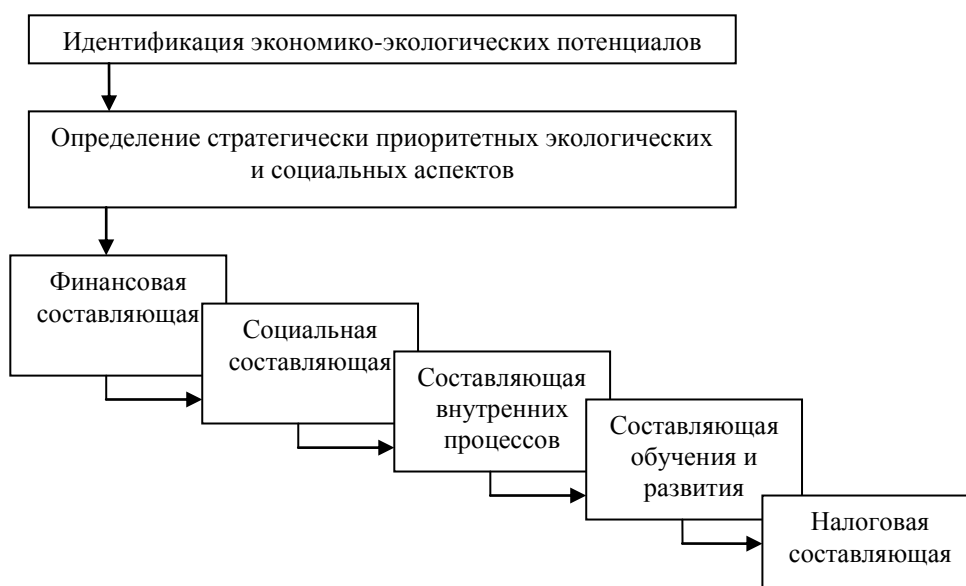 Идентификация экономико-экологических потенциалов
Определение стратегически приоритетных экологических
и социальных аспектов
Финансовая
составляющая
Социальная
составляющая
Составляющая
внутренних
процессов
Составляющая
обучения и
развития
Налоговая
составляющая